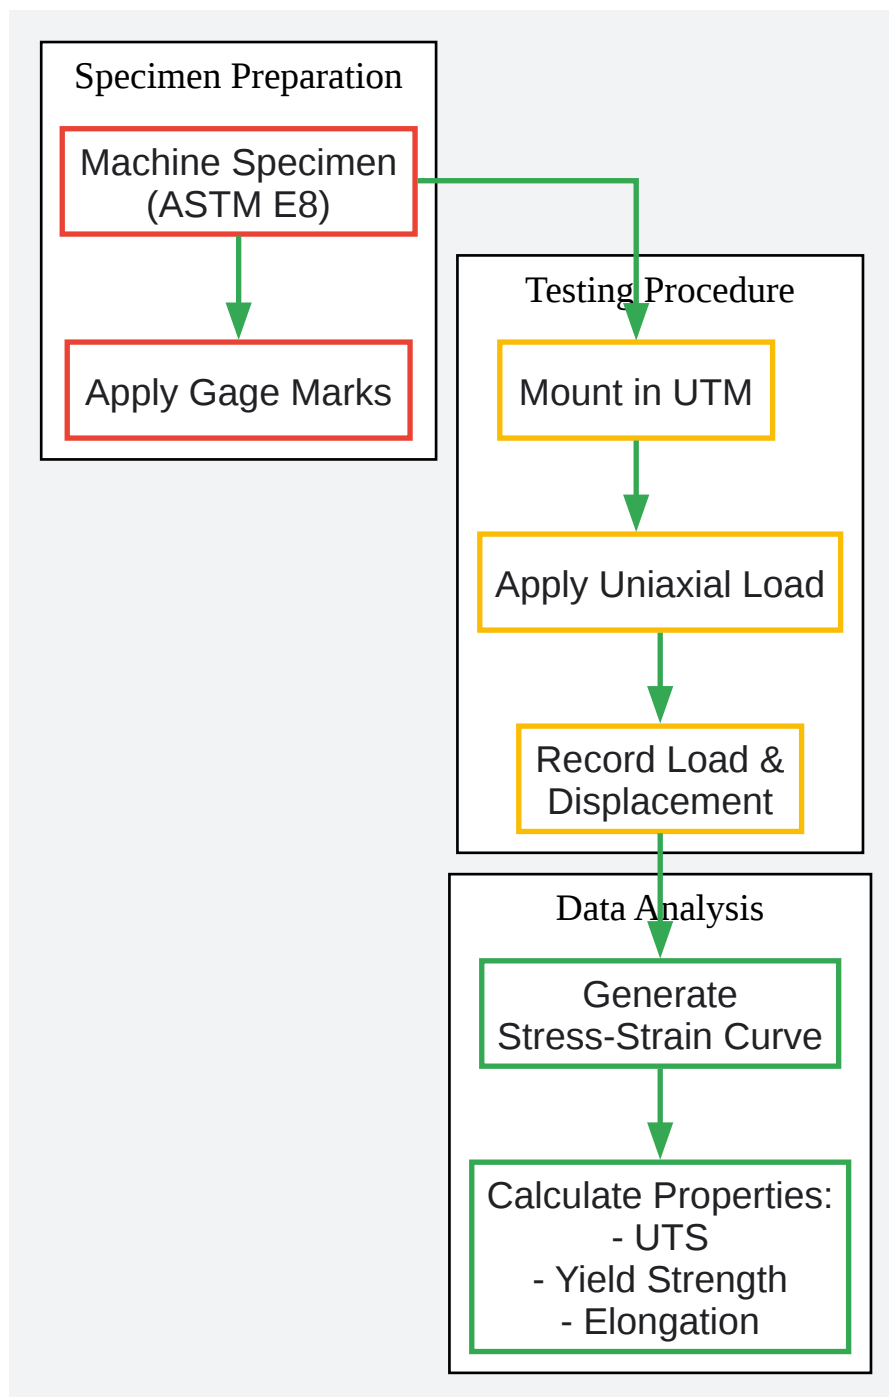 Specimen Preparation
Machine Specimen
(ASTM E8)
Apply Gage Marks
Testing Procedure
Mount in UTM
Apply Uniaxial Load
Record Load &
Displacement
Data Analysis
Generate
Stress-Strain Curve
Calculate Properties:
- UTS
- Yield Strength
- Elongation